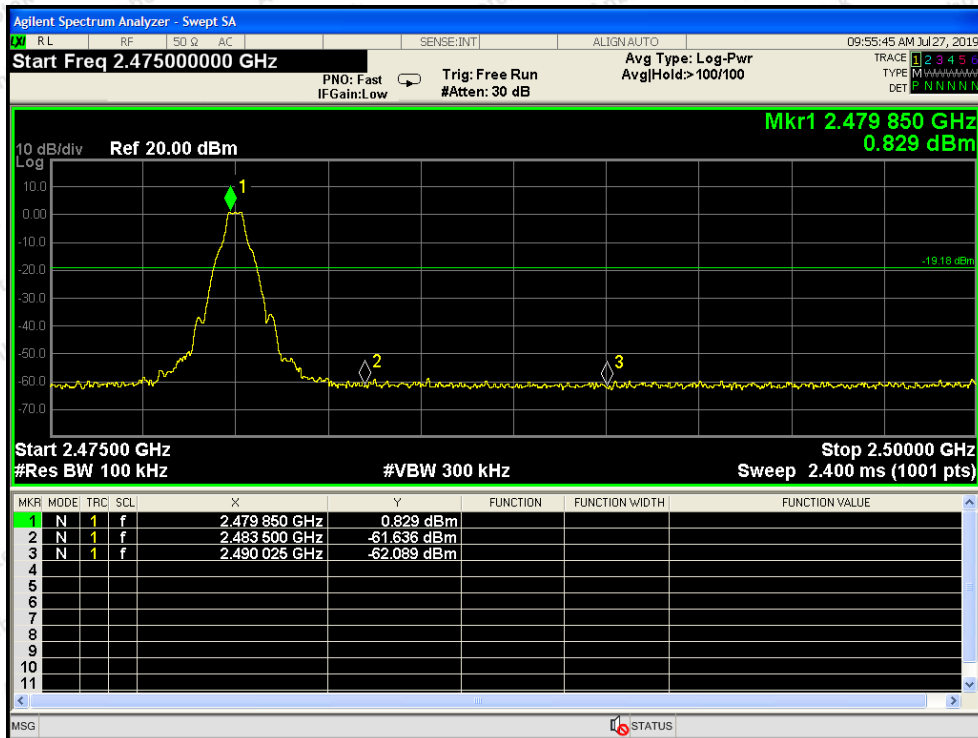 Agilent Spectrum Analyzer - Swept SA
LXI RL RF 50 Ω AC SENSE:INT ALIGN AUTO 09:55:45 AM Jul 27, 2019
Start Freq 2.475000000 GHz
PNO: Fast
IFGain:Low
Trig: Free Run
#Atten: 30 dB
Avg Type: Log-Pwr
Avg|Hold:>100/100
TRACE 1 2 3 4 5 6
TYPE MWWWWW
DET P N N N N N
Mkr1 2.479 850 GHz
0.829 dBm
10 dB/div Ref 20.00 dBm
Log
10.0
0.00
-10.0
-20.0
-30.0
-40.0
-50.0
-60.0
-70.0
1
2
3
-19.18 dBm
Start 2.47500 GHz Stop 2.50000 GHz
#Res BW 100 kHz #VBW 300 kHz Sweep 2.400 ms (1001 pts)
MKR MODE TRC SCL X Y FUNCTION FUNCTION WIDTH FUNCTION VALUE
1 N 1 f 2.479 850 GHz 0.829 dBm
2 N 1 f 2.483 500 GHz -61.636 dBm
3 N 1 f 2.490 025 GHz -62.089 dBm
4
5
6
7
8
9
10
11
MSG STATUS